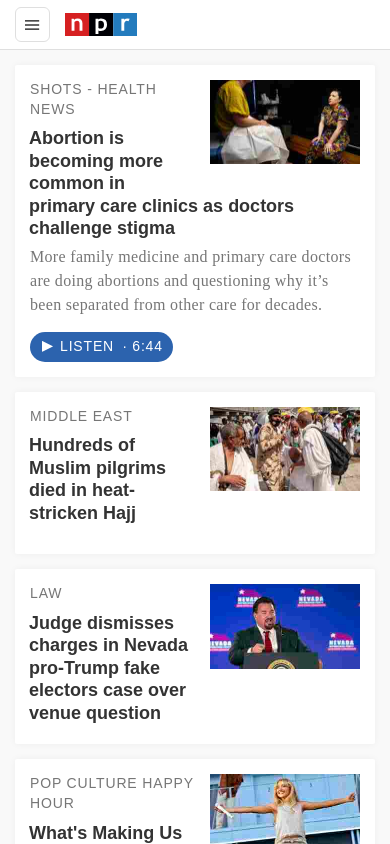 npr
SHOTS - HEALTH
NEWS
Abortion is
becoming more
common in
primary care clinics as doctors
challenge stigma
More family medicine and primary care doctors
are doing abortions and questioning why it’s
been separated from other care for decades.
LISTEN · 6:44
MIDDLE EAST
Hundreds of
Muslim pilgrims
died in heat-
stricken Hajj
LAW
Judge dismisses
charges in Nevada
pro-Trump fake
electors case over
venue question
NEVADA
NEVADA
POP CULTURE HAPPY
HOUR
What's Making Us